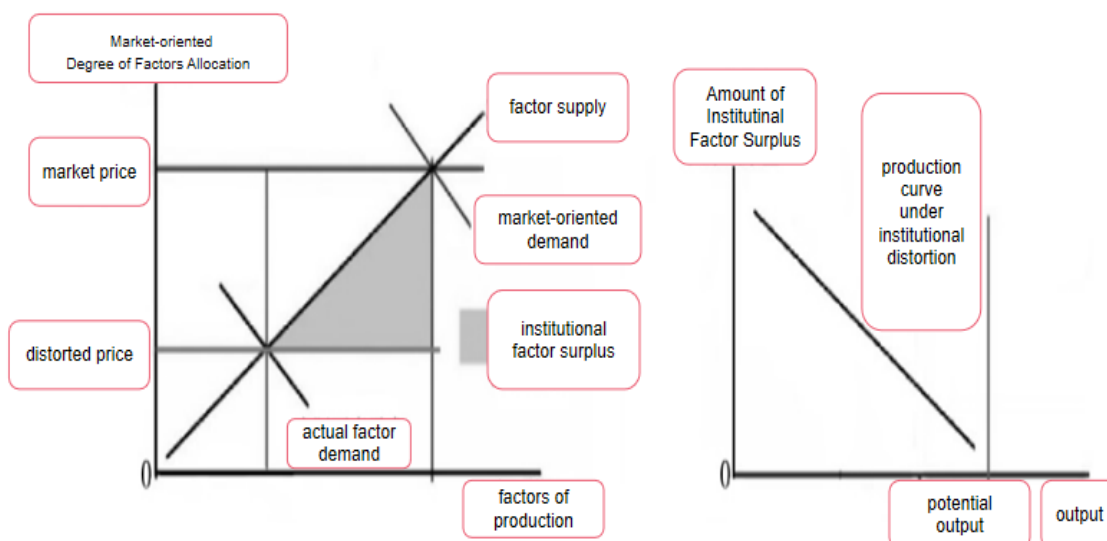 Market-oriented
Degree of Factors Allocation
factor supply
market price
market-oriented
demand
distorted price
institutional
factor surplus
actual factor
demand
0
factors of
production
Amount of
Institutinal
Factor Surplus
production
curve
under
institutional
distortion
0
potential
output
output